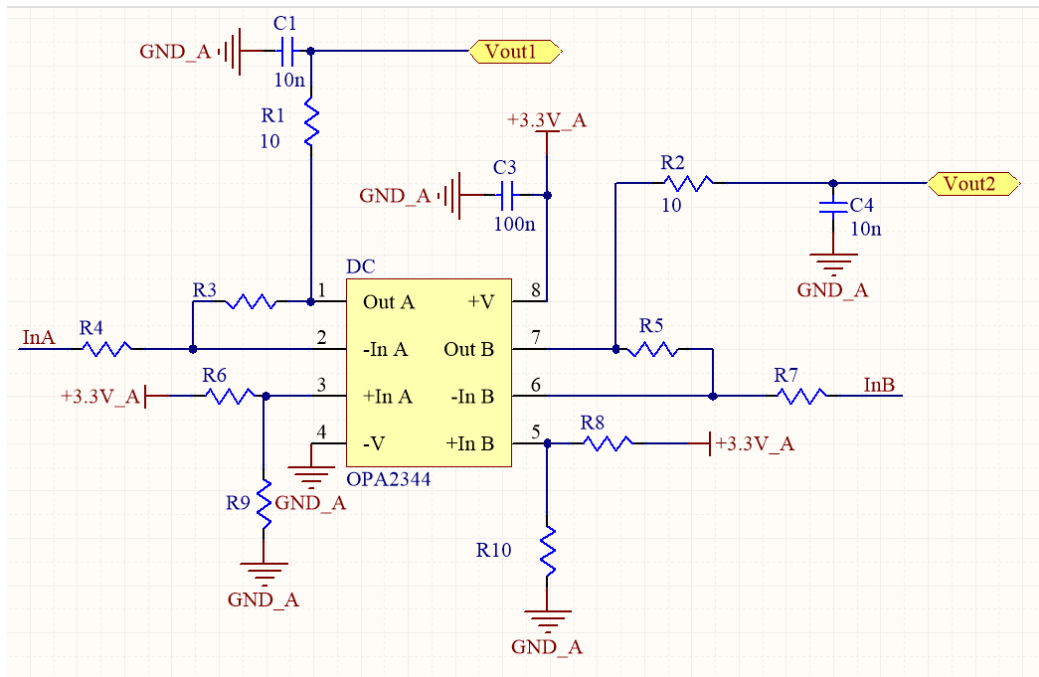 C1
GND_A
Vout1
10n
R1
10
+3.3V_A
C3
R2
GND_A
Vout2
100n
10
C4
10n
DC
GND_A
R3
1
Out A
+V
8
InA
R4
2
-In A
Out B
7
R5
+3.3V_A
R6
3
+In A
-In B
6
R7
InB
4
-V
+In B
5
R8
+3.3V_A
OPA2344
R9
GND_A
R10
GND_A
GND_A